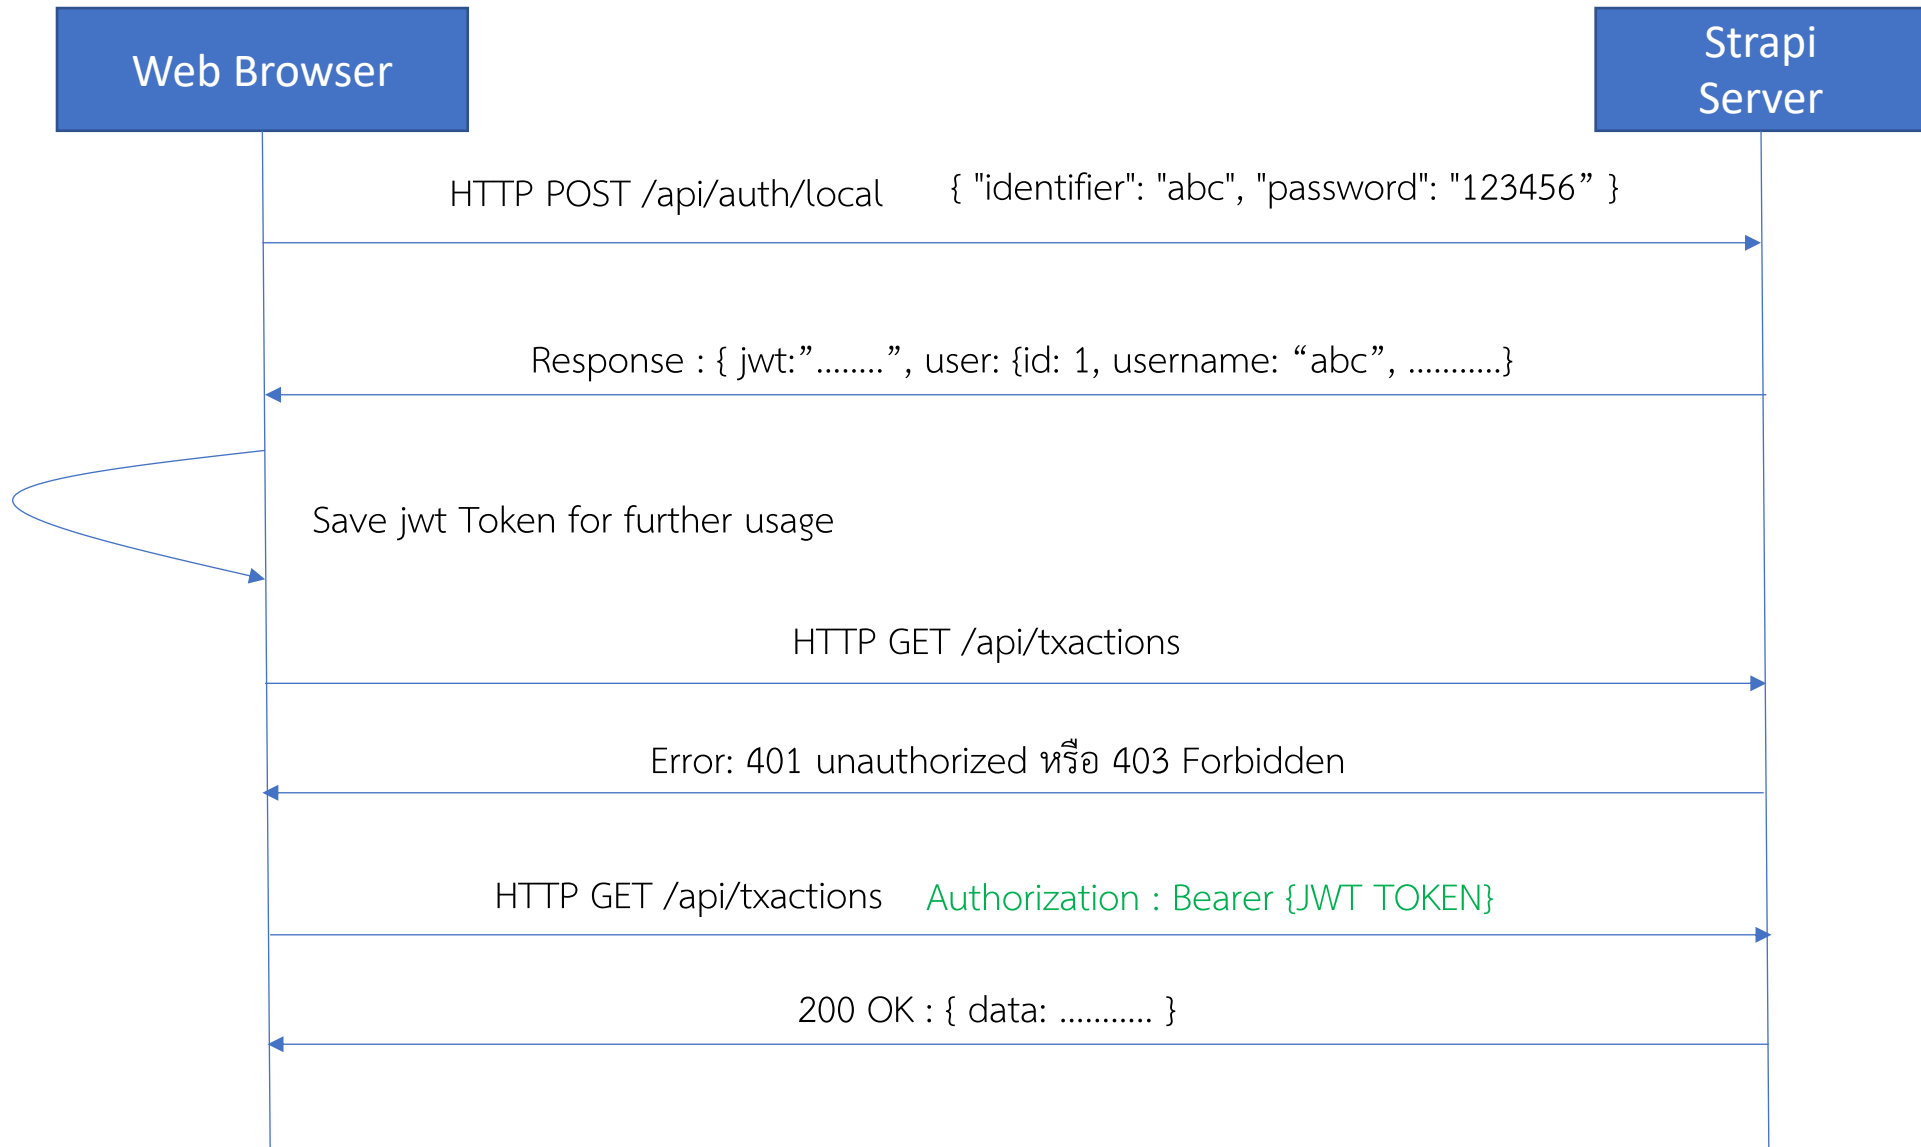 Web Browser
Strapi
Server
HTTP POST /api/auth/local { "identifier": "abc", "password": "123456” }
Response : { jwt:”........”, user: {id: 1, username: “abc”, ...........}
Save jwt Token for further usage
HTTP GET /api/txactions
Error: 401 unauthorized หรือ 403 Forbidden
HTTP GET /api/txactions Authorization : Bearer {JWT TOKEN}
200 OK : { data: ........... }